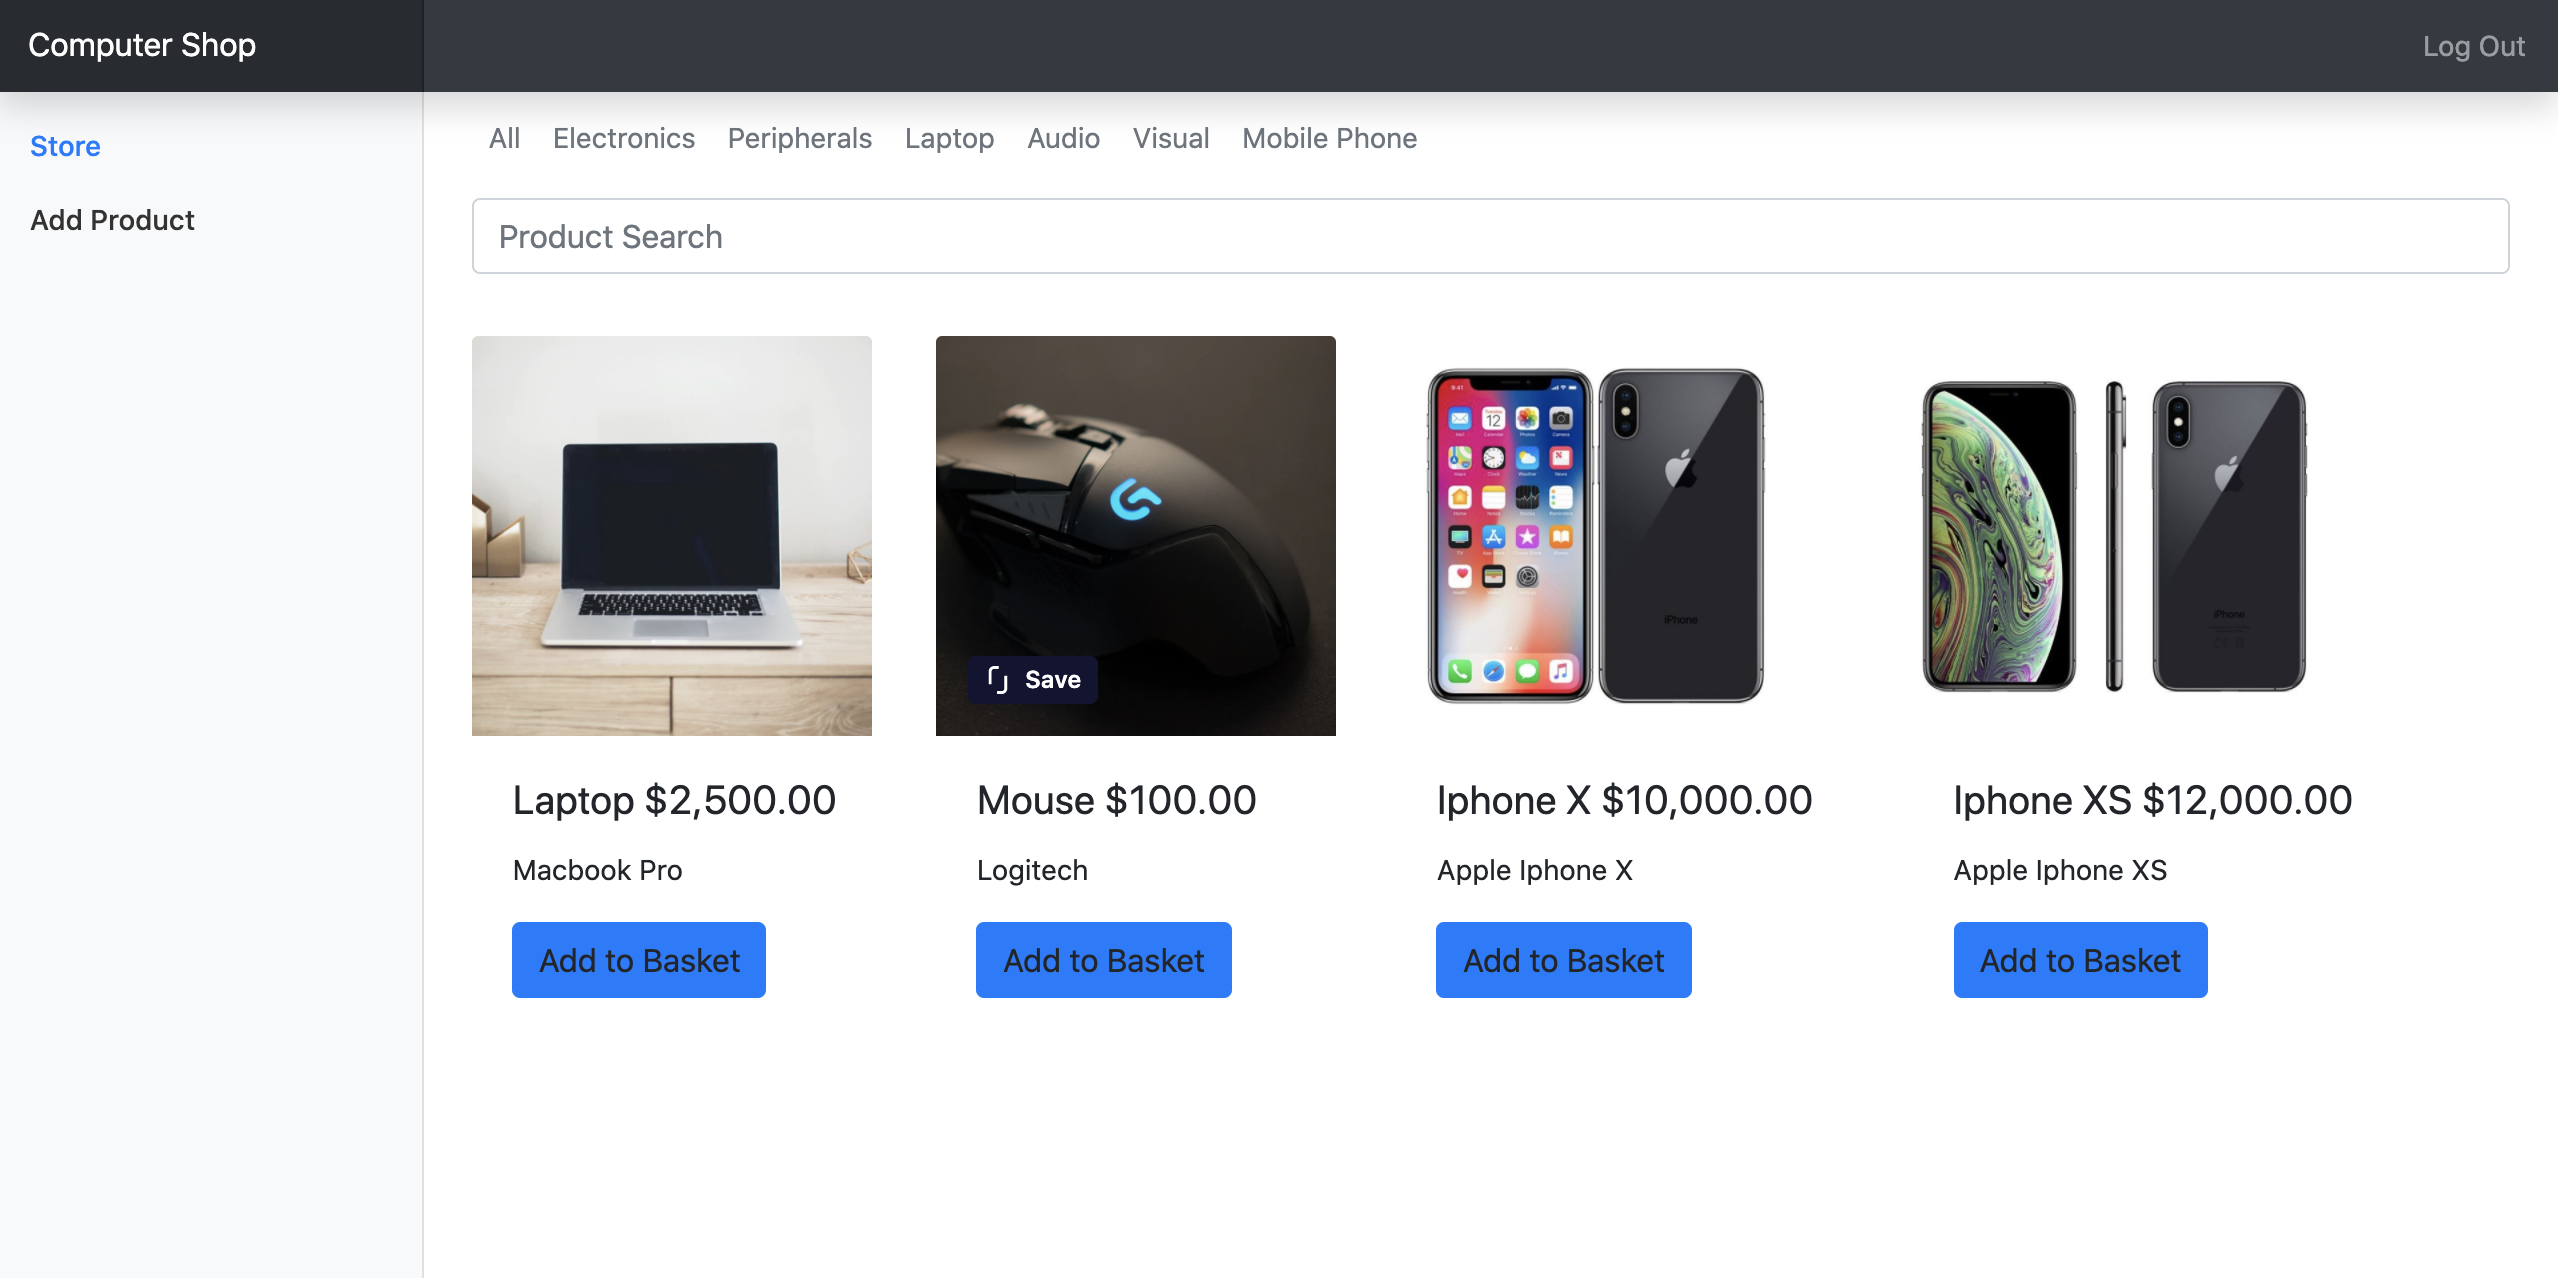 Computer Shop
Log Out
Store
Add Product
All Electronics Peripherals Laptop Audio Visual Mobile Phone
Product Search
Save
iPhone
iPhone
Laptop $2,500.00
Mouse $100.00
Iphone X $10,000.00
Iphone XS $12,000.00
Macbook Pro
Logitech
Apple Iphone X
Apple Iphone XS
Add to Basket
Add to Basket
Add to Basket
Add to Basket